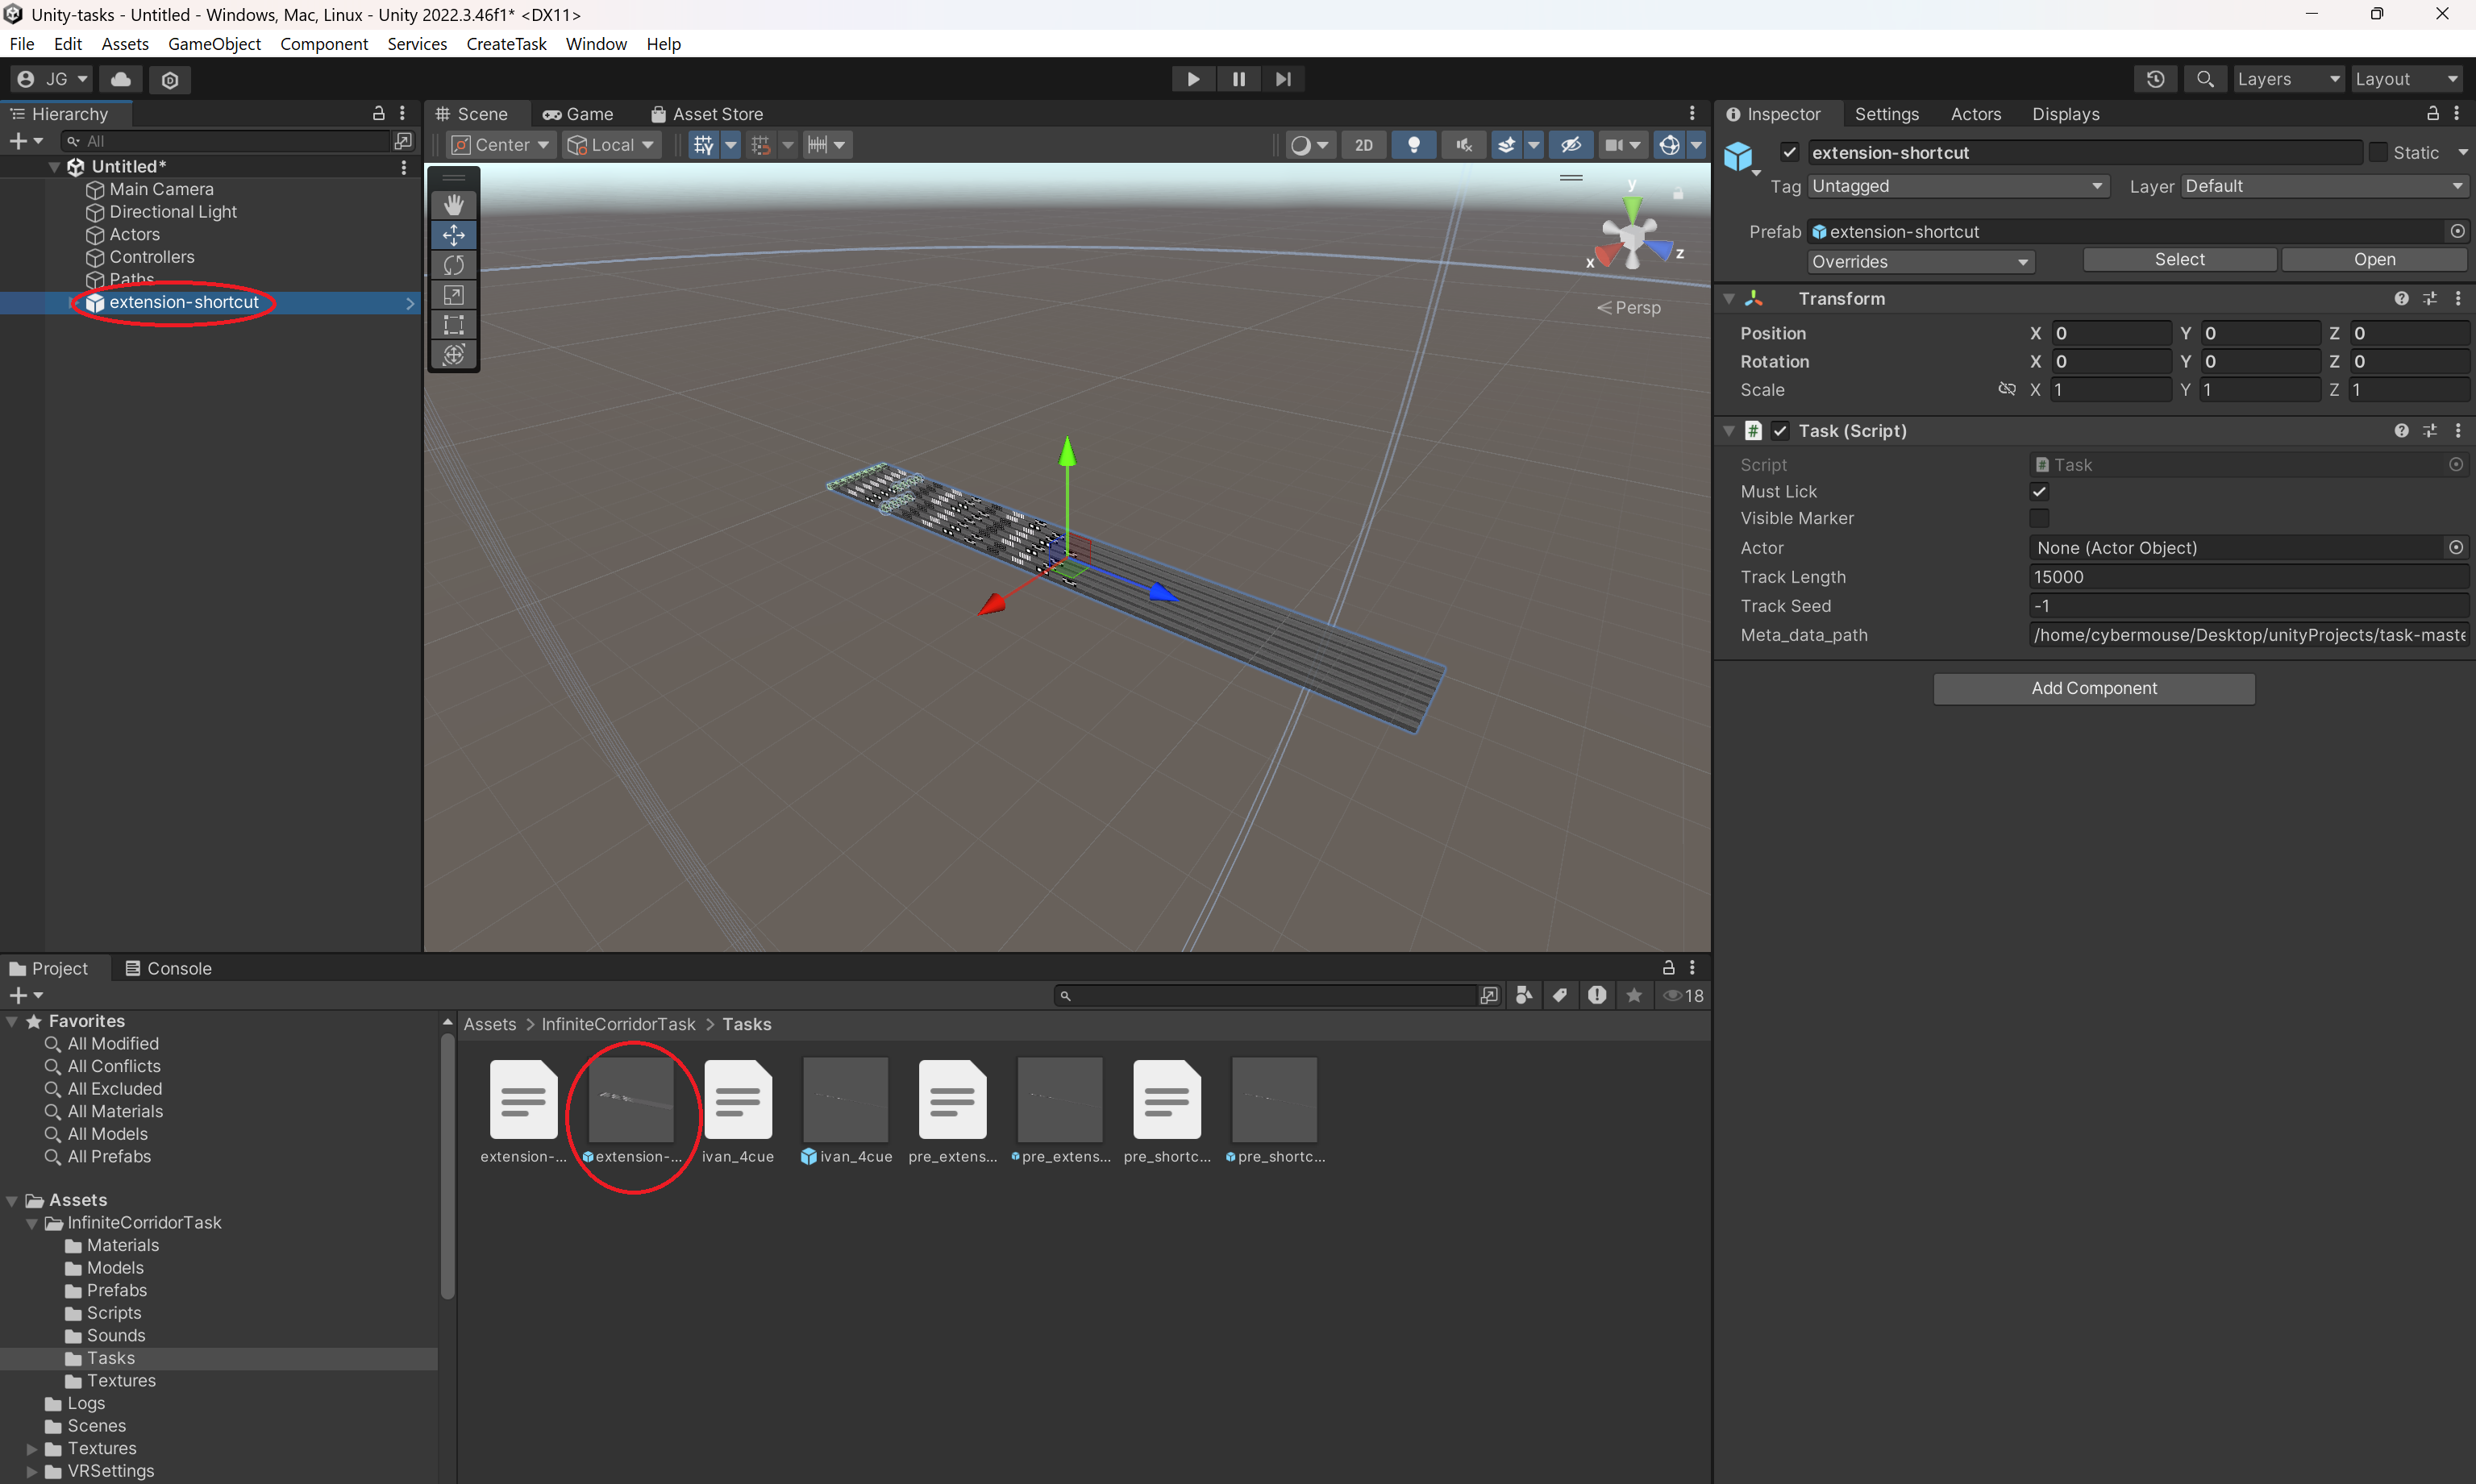 Unity-tasks - Untitled - Windows, Mac, Linux - Unity 2022.3.46f1* <DX11>
File Edit Assets GameObject Component Services CreateTask Window Help
JG
Layers Layout
Hierarchy
All
Untitled*
Main Camera
Directional Light
Actors
Controllers
Paths
extension-shortcut
Scene Game Asset Store
Center Local
2D
y
x
z
Persp
Inspector Settings Actors Displays
extension-shortcut Static
Tag Untagged Layer Default
Prefab extension-shortcut
Overrides Select Open
Transform
Position X 0 Y 0 Z 0
Rotation X 0 Y 0 Z 0
Scale X 1 Y 1 Z 1
Task (Script)
Script Task
Must Lick
Visible Marker
Actor None (Actor Object)
Track Length 15000
Track Seed -1
Meta_data_path /home/cybermouse/Desktop/unityProjects/task-maste
Add Component
Project Console
18
Favorites
All Modified
All Conflicts
All Excluded
All Materials
All Models
All Prefabs
Assets
InfiniteCorridorTask
Materials
Models
Prefabs
Scripts
Sounds
Tasks
Textures
Logs
Scenes
Textures
VRSettings
Assets > InfiniteCorridorTask > Tasks
extension-... extension-... ivan_4cue ivan_4cue pre_extens... pre_extens... pre_shortc... pre_shortc...